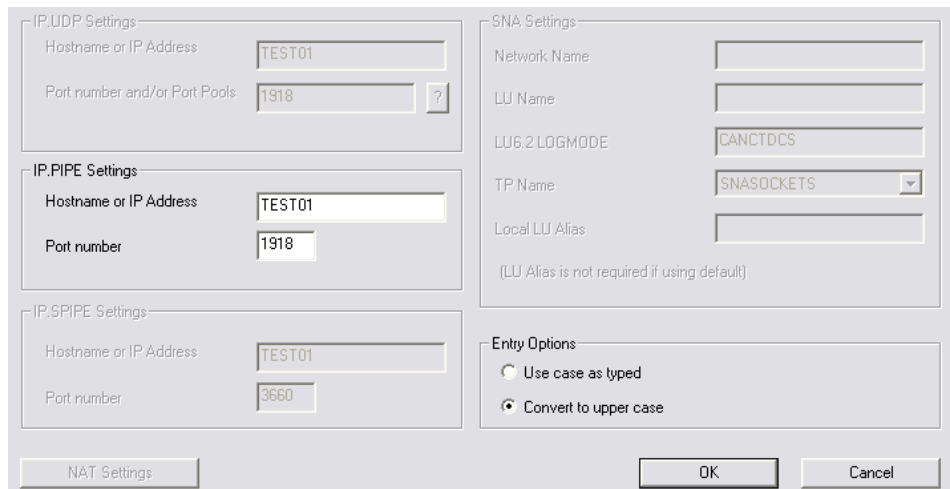 IP.UDP Settings
Hostname or IP Address
TEST01
Port number and/or Port Pools
1918
?
IP.PIPE Settings
Hostname or IP Address
TEST01
Port number
1918
IP.SPIPE Settings
Hostname or IP Address
TEST01
Port number
3660
NAT Settings
SNA Settings
Network Name
LU Name
LU6.2 LOGMODE
CANCTDCS
TP Name
SNASOCKETS
Local LU Alias
(LU Alias is not required if using default)
Entry Options
Use case as typed
Convert to upper case
OK
Cancel